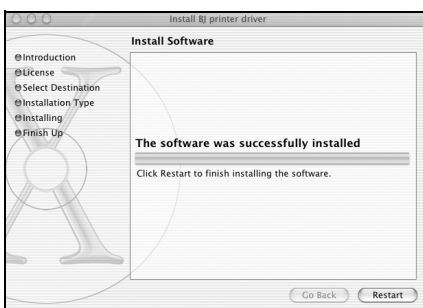 Install BJ printer driver
Install Software
Introduction
License
Select Destination
Installation Type
Installing
Finish Up
The software was successfully installed
Click Restart to finish installing the software.
Go Back
Restart